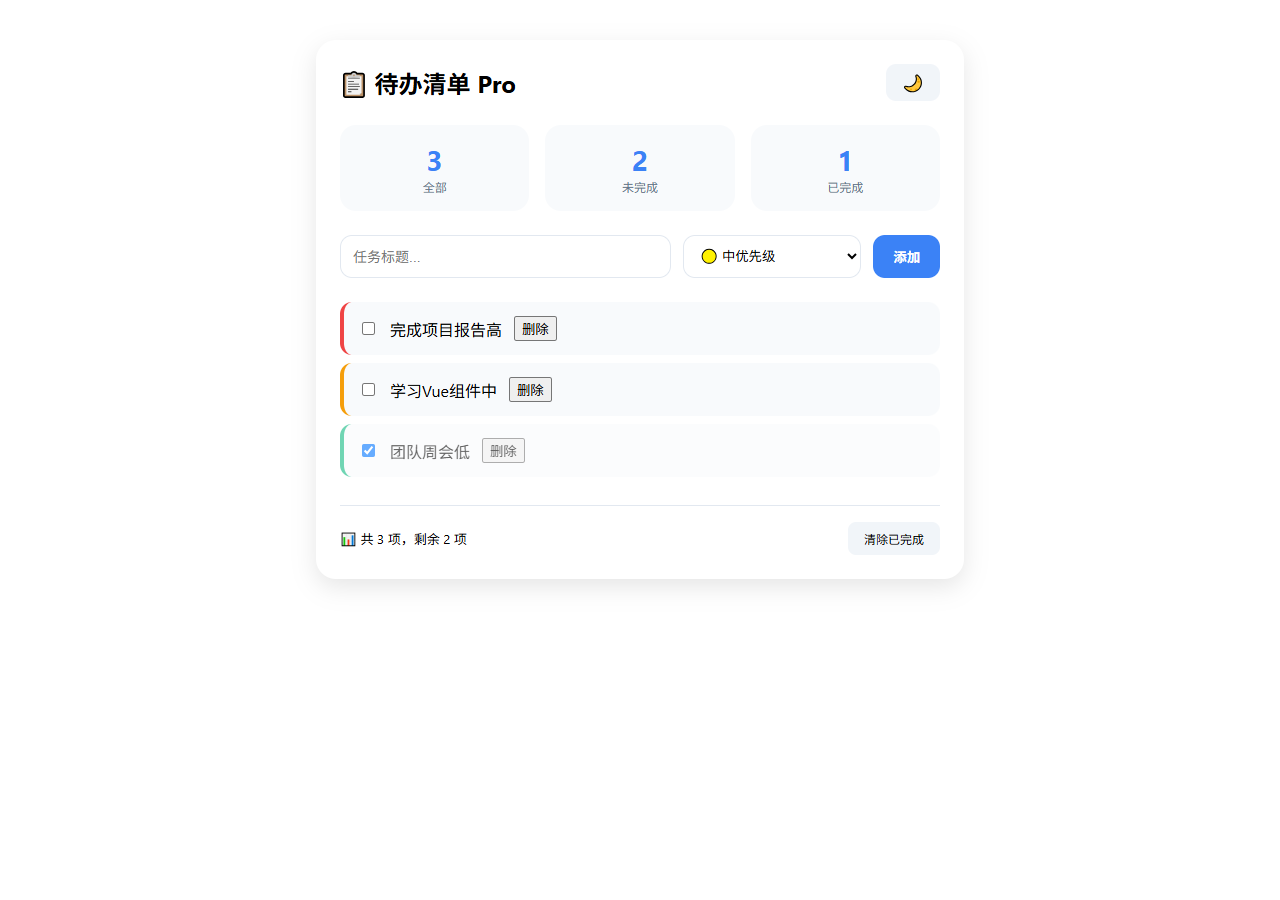 📋 待办清单 Pro
🌙
3
全部
2
未完成
1
已完成
任务标题...
🟡 中优先级
添加
完成项目报告高 删除
学习Vue组件中 删除
团队周会低 删除
📊 共 3 项，剩余 2 项
清除已完成